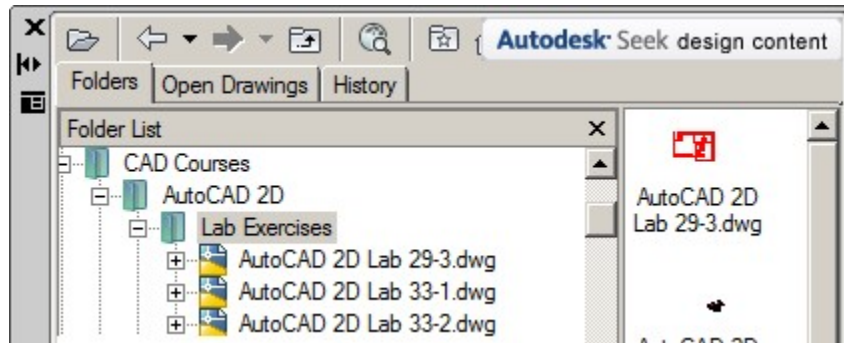 Autodesk® Seek design content
Folders
Open Drawings
History
Folder List
CAD Courses
AutoCAD 2D
Lab Exercises
AutoCAD 2D Lab 29-3.dwg
AutoCAD 2D Lab 33-1.dwg
AutoCAD 2D Lab 33-2.dwg
AutoCAD 2D
Lab 29-3.dwg
AutoCAD 2D